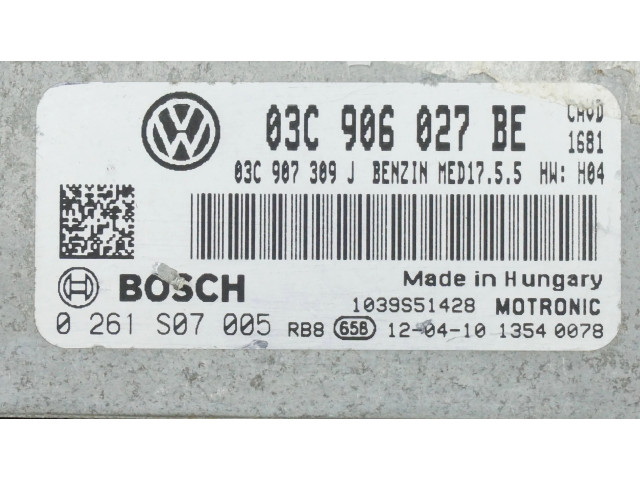 03C 906 027 BE CAVD
1681
03C 907 309 J BENZIN MED17.5.5 HW: H04
Made in Hungary
BOSCH
1039S51428 MOTRONIC
0 261 S07 005 RB8 658 12-04-10 1354 0078